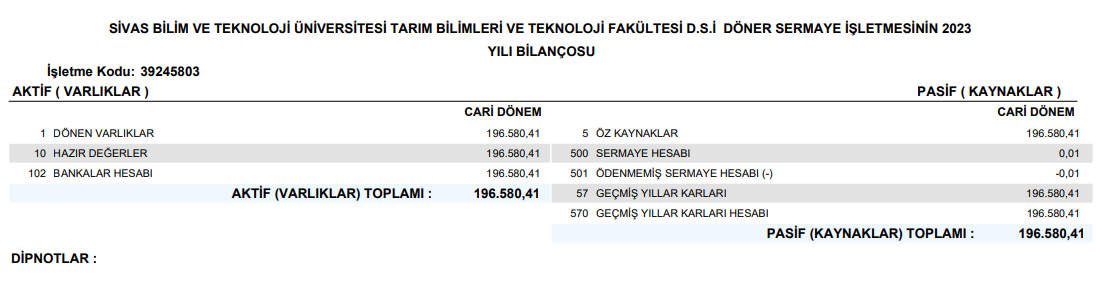 SİVAS BİLİM VE TEKNOLOJİ ÜNİVERSİTESİ TARIM BİLİMLERİ VE TEKNOLOJİ FAKÜLTESİ D.S.İ DÖNER SERMAYE İŞLETMESİNİN 2023
YILI BİLANÇOSU
İşletme Kodu: 39245803
AKTİF ( VARLIKLAR ) PASİF ( KAYNAKLAR )
CARİ DÖNEM CARİ DÖNEM
1 DÖNEN VARLIKLAR 196.580,41 5 ÖZ KAYNAKLAR 196.580,41
10 HAZIR DEĞERLER 196.580,41 500 SERMAYE HESABI 0,01
102 BANKALAR HESABI 196.580,41 501 ÖDENMEMİŞ SERMAYE HESABI (-) -0,01
AKTİF (VARLIKLAR) TOPLAMI : 196.580,41 57 GEÇMİŞ YILLAR KARLARI 196.580,41
570 GEÇMİŞ YILLAR KARLARI HESABI 196.580,41
PASİF (KAYNAKLAR) TOPLAMI : 196.580,41
DİPNOTLAR :